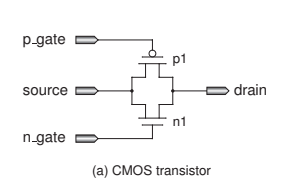 p_gate
p1
source
drain
n_gate
n1
(a) CMOS transistor